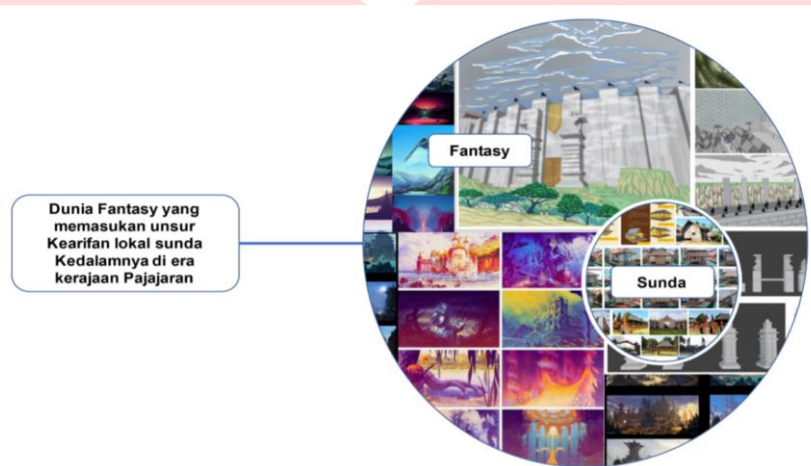 Fantasy
Dunia Fantasy yang
memasukan unsur
Kearifan lokal sunda
Kedalamnya di era
kerajaan Pajajaran
Sunda